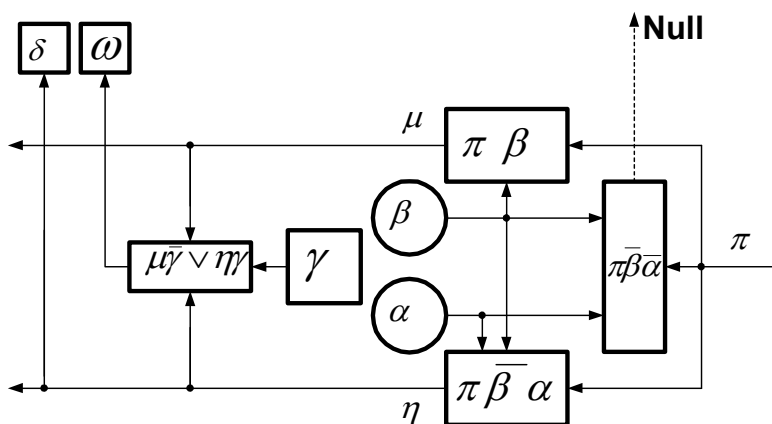 δ ω
Null
μ
π β
β
π
μγ̅ ∨ ηγ
γ
πβ̅α̅
α
π β̅ α
η